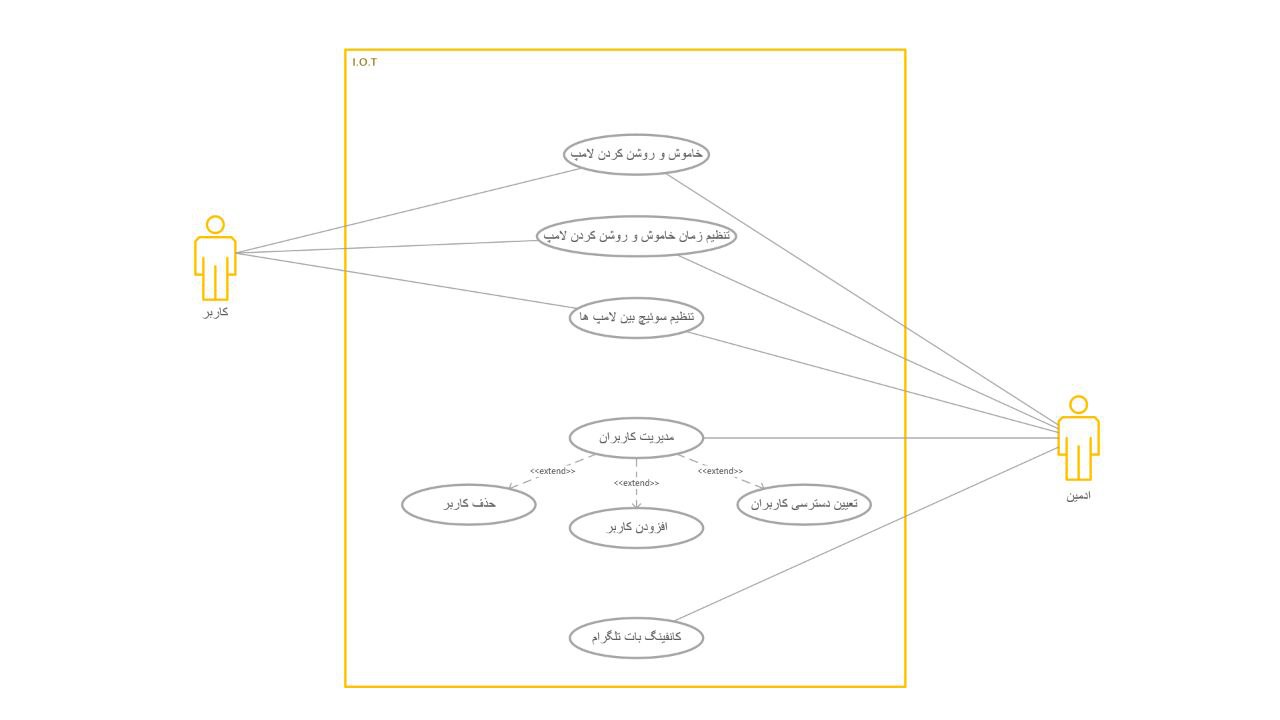 I.O.T
خاموش و روشن کردن لامپ
تنظیم زمان خاموش و روشن کردن لامپ
تنظیم سوئیچ بین لامپ ها
کاربر
مدیریت کاربران
<<extend>>
<<extend>>
<<extend>>
حذف کاربر
افزودن کاربر
تعیین دسترسی کاربران
ادمین
کانفینگ بات تلگرام